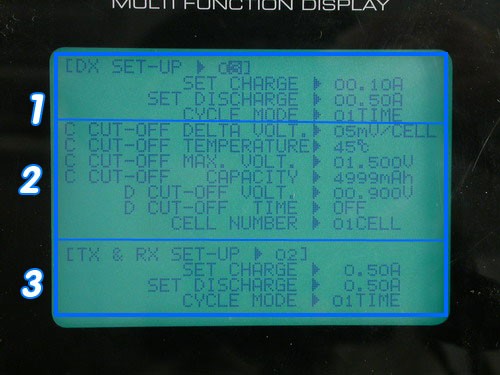 MULTI FUNCTION DISPLAY
[DX SET-UP ▶ 03]
SET CHARGE ▶ 00.10A
SET DISCHARGE ▶ 00.50A
CYCLE MODE ▶ 01TIME
1
C CUT-OFF DELTA VOLT. ▶ 05mV/CELL
C CUT-OFF TEMPERATURE ▶ 45℃
C CUT-OFF MAX. VOLT. ▶ 01.500V
C CUT-OFF CAPACITY ▶ 4999mAh
2
D CUT-OFF VOLT. ▶ 00.900V
D CUT-OFF TIME ▶ OFF
CELL NUMBER ▶ 01CELL
[TX & RX SET-UP ▶ 02]
SET CHARGE ▶ 0.50A
3
SET DISCHARGE ▶ 0.50A
CYCLE MODE ▶ 01TIME